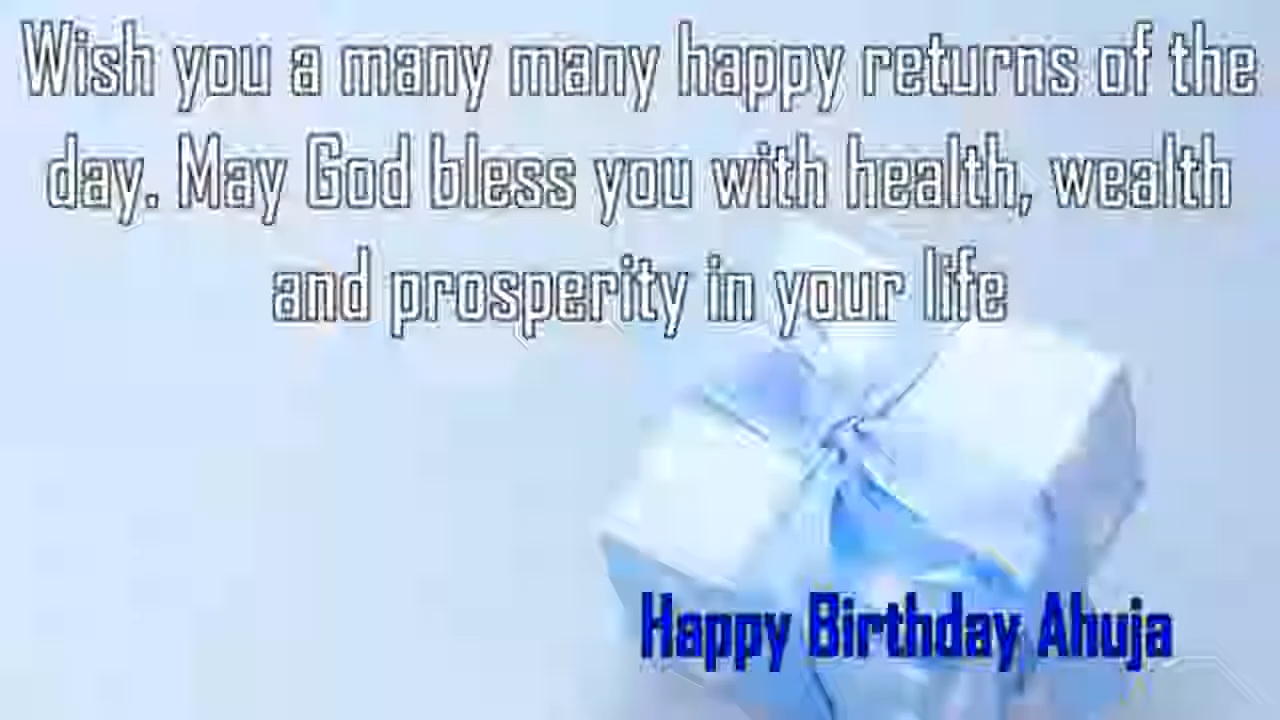 Wish you a many many happy returns of the
day. May God bless you with health, wealth
and prosperity in your life
Happy Birthday Ahuja